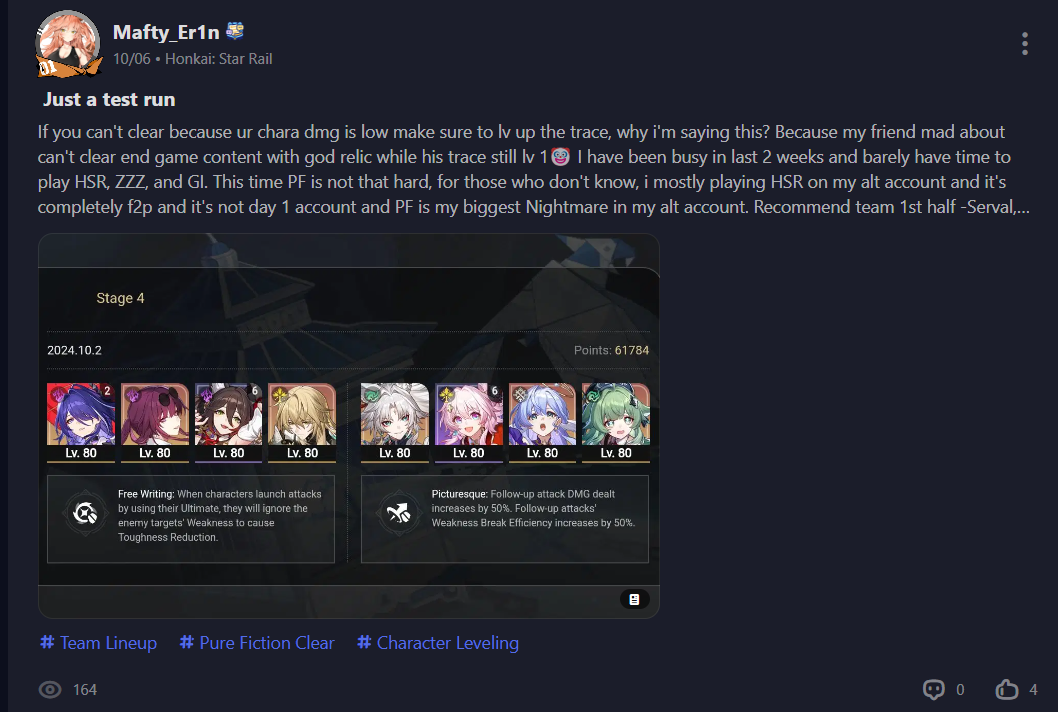 Mafty_Er1n
10/06 • Honkai: Star Rail
01
Just a test run
If you can't clear because ur chara dmg is low make sure to lv up the trace, why i'm saying this? Because my friend mad about
can't clear end game content with god relic while his trace still lv 1🤡 I have been busy in last 2 weeks and barely have time to
play HSR, ZZZ, and GI. This time PF is not that hard, for those who don't know, i mostly playing HSR on my alt account and it's
completely f2p and it's not day 1 account and PF is my biggest Nightmare in my alt account. Recommend team 1st half -Serval,...
Stage 4
2024.10.2
Points: 61784
2
6
6
Lv. 80
Lv. 80
Lv. 80
Lv. 80
Lv. 80
Lv. 80
Lv. 80
Lv. 80
Free Writing: When characters launch attacks
by using their Ultimate, they will ignore the
enemy targets' Weakness to cause
Toughness Reduction.
Picturesque: Follow-up attack DMG dealt
increases by 50%. Follow-up attacks'
Weakness Break Efficiency increases by 50%.
# Team Lineup # Pure Fiction Clear # Character Leveling
164
0
4